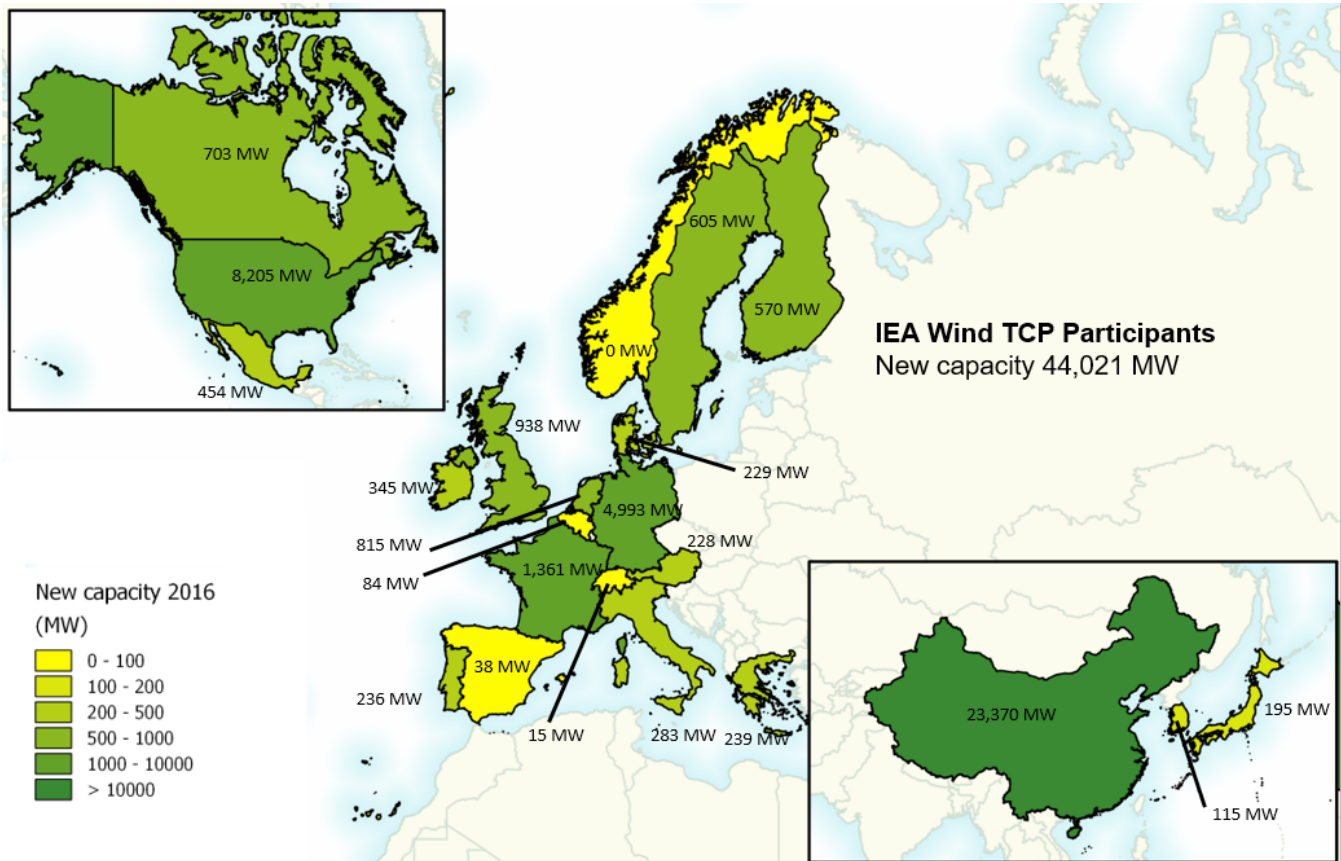 703 MW
8,205 MW
454 MW
605 MW
570 MW
0 MW
IEA Wind TCP Participants
New capacity 44,021 MW
938 MW
229 MW
345 MW
4,993 MW
815 MW
228 MW
84 MW
1,361 MW
38 MW
236 MW
15 MW
283 MW
239 MW
New capacity 2016
(MW)
0 - 100
100 - 200
200 - 500
500 - 1000
1000 - 10000
> 10000
23,370 MW
195 MW
115 MW